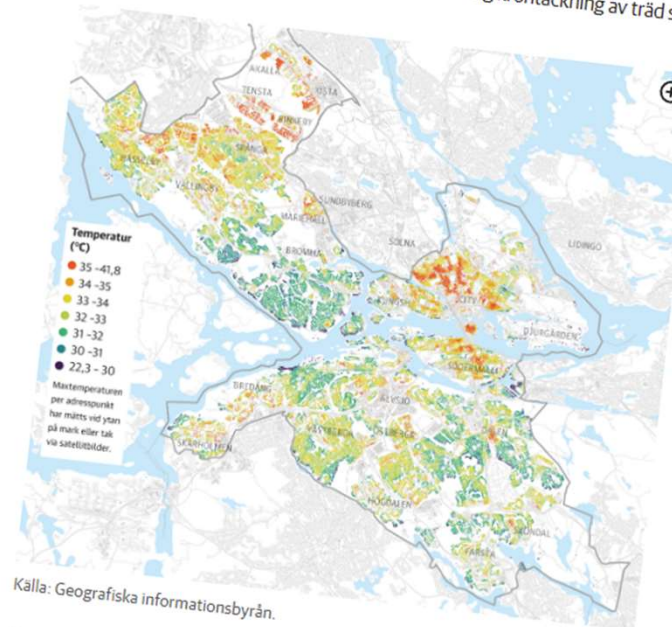 av träd s
AKALLA
TENSTA
KISTA
RINKEBY
SPÅNGA
HÄSSELBY
VÄLLINGBY
SUNDBYBERG
MARIEHÄLL
SOLNA
LIDINGÖ
BROMMA
KUNGSH
CITY
DJURGÅRDEN
SÖDERMALM
BREDÄNG
ÄLVSJÖ
SKÄRHOLMEN
HÖGDALEN
FARSTA
Temperatur
(°C)
35 –41,8
34 –35
33 –34
32 –33
31 –32
30 –31
22,3 – 30
Maxtemperaturen
per adresspunkt
har mätts vid ytan
på mark eller tak
via satellitbilder.
Källa: Geografiska informationsbyrån.